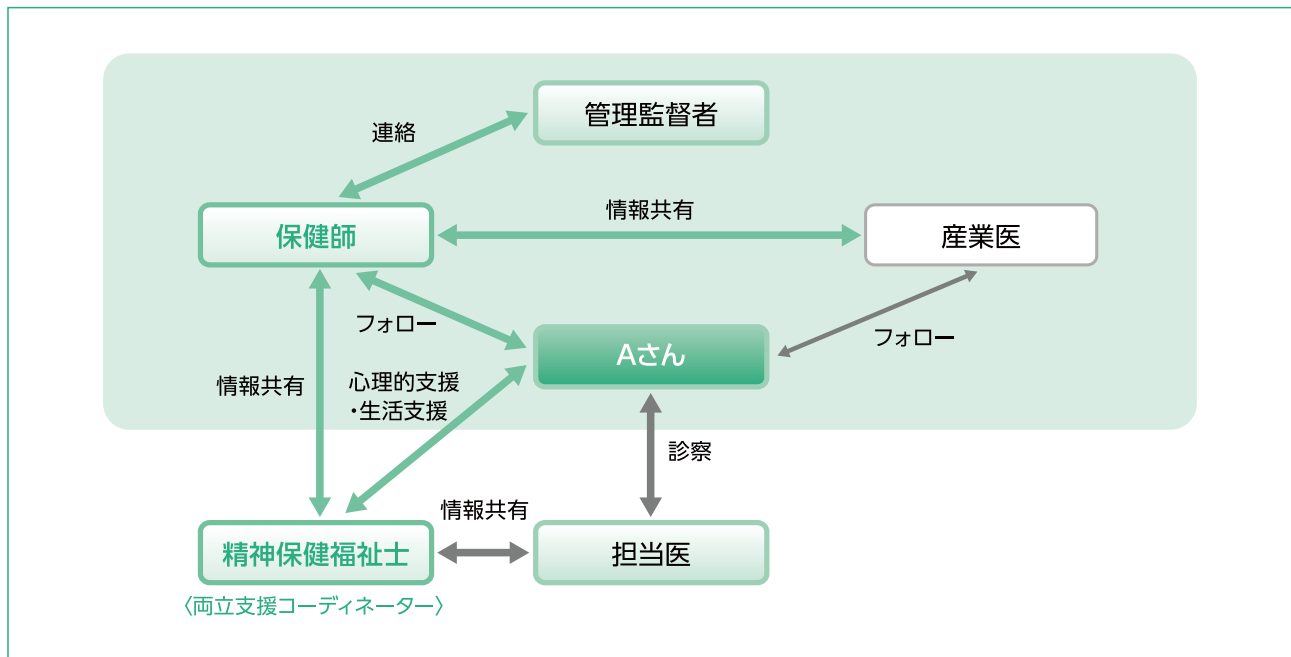 管理監督者
連絡
情報共有
保健師
産業医
フォロー
Aさん
フォロー
情報共有
心理的支援
・生活支援
診察
情報共有
精神保健福祉士
担当医
〈両立支援コーディネーター〉